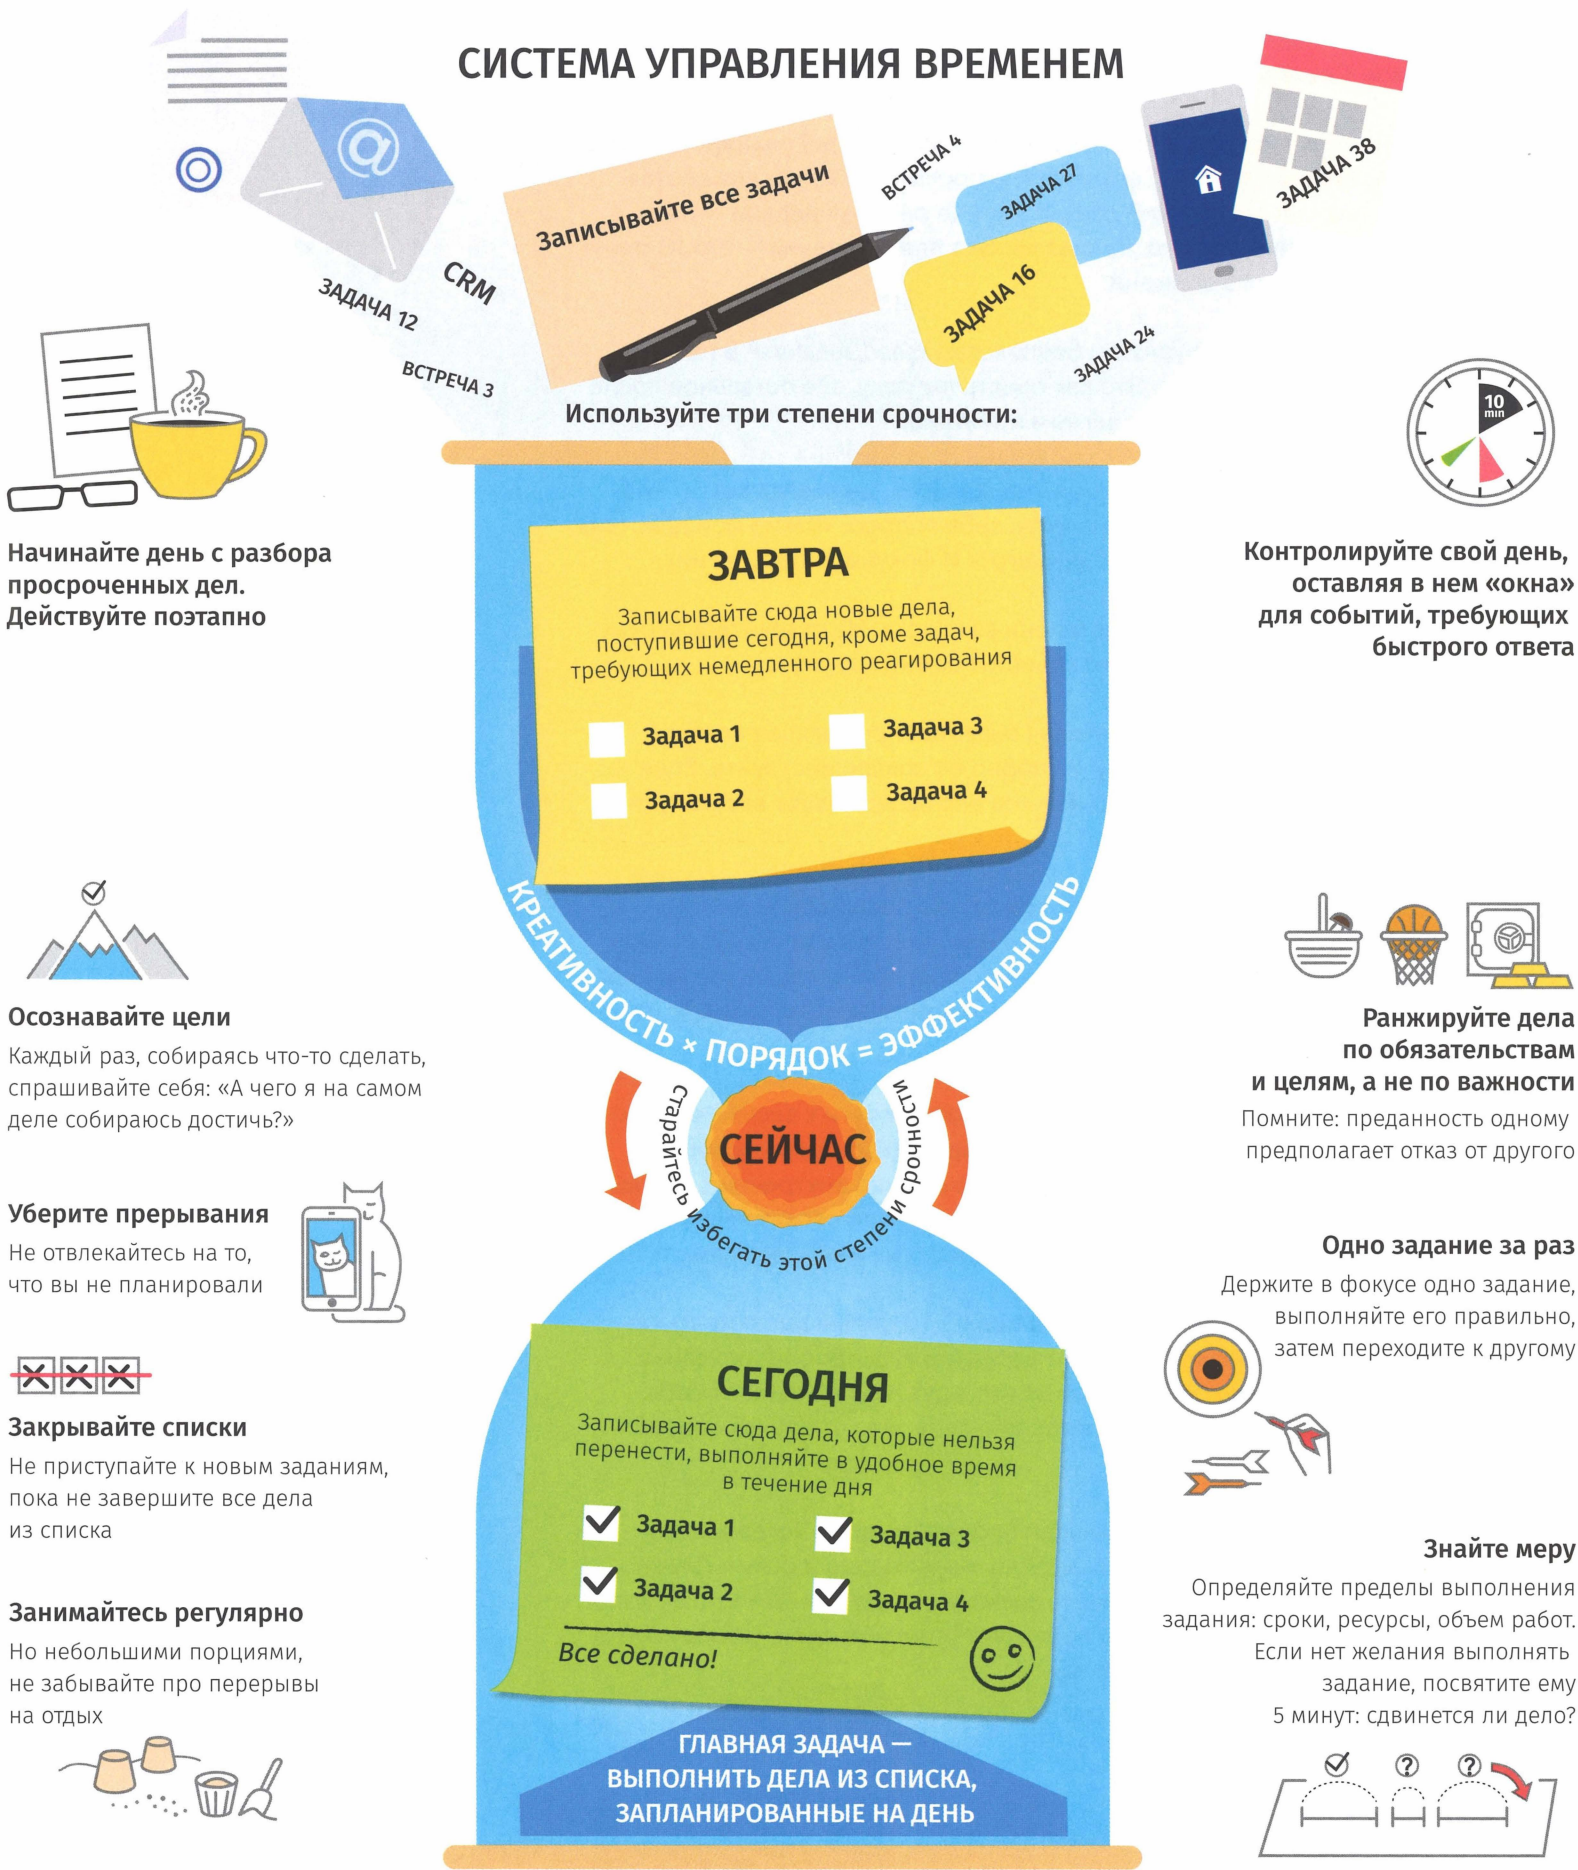 СИСТЕМА УПРАВЛЕНИЯ ВРЕМЕНЕМ
@
Записывайте все задачи
ВСТРЕЧА 4
ЗАДАЧА 27
ЗАДАЧА 38
ЗАДАЧА 12
CRM
ЗАДАЧА 16
ВСТРЕЧА 3
ЗАДАЧА 24
Используйте три степени срочности:
Начинайте день с разбора
просроченных дел.
Действуйте поэтапно
10
min
Контролируйте свой день,
оставляя в нем «окна»
для событий, требующих
быстрого ответа
ЗАВТРА
Записывайте сюда новые дела,
поступившие сегодня, кроме задач,
требующих немедленного реагирования
Задача 1
Задача 3
Задача 2
Задача 4
КРЕАТИВНОСТЬ × ПОРЯДОК = ЭФФЕКТИВНОСТЬ
СЕЙЧАС
Старайтесь избегать этой степени срочности
Осознавайте цели
Каждый раз, собираясь что-то сделать,
спрашивайте себя: «А чего я на самом
деле собираюсь достичь?»
Уберите прерывания
Не отвлекайтесь на то,
что вы не планировали
Закрывайте списки
Не приступайте к новым заданиям,
пока не завершите все дела
из списка
Занимайтесь регулярно
Но небольшими порциями,
не забывайте про перерывы
на отдых
Ранжируйте дела
по обязательствам
и целям, а не по важности
Помните: преданность одному
предполагает отказ от другого
Одно задание за раз
Держите в фокусе одно задание,
выполняйте его правильно,
затем переходите к другому
Знайте меру
Определяйте пределы выполнения
задания: сроки, ресурсы, объем работ.
Если нет желания выполнять
задание, посвятите ему
5 минут: сдвинется ли дело?
? ?
СЕГОДНЯ
Записывайте сюда дела, которые нельзя
перенести, выполняйте в удобное время
в течение дня
Задача 1
Задача 3
Задача 2
Задача 4
Все сделано!
ГЛАВНАЯ ЗАДАЧА —
ВЫПОЛНИТЬ ДЕЛА ИЗ СПИСКА,
ЗАПЛАНИРОВАННЫЕ НА ДЕНЬ